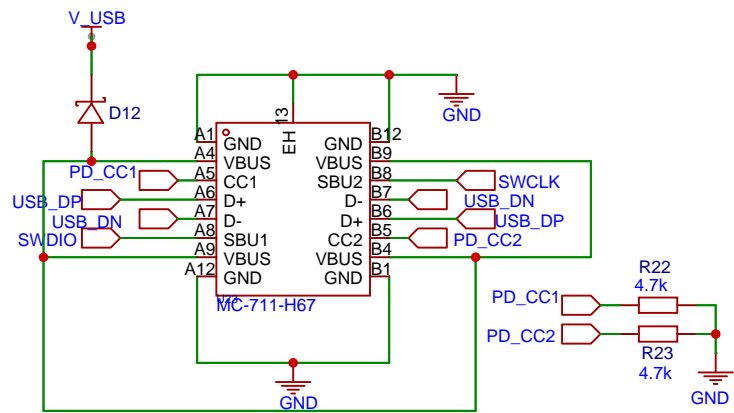 V_USB
D12
GND
EH 13
A1 GND GND B12
A4 VBUS VBUS B9
PD_CC1 A5 CC1 SBU2 B8 SWCLK
USB_DP A6 D+ D- B7 USB_DN
USB_DN A7 D- D+ B6 USB_DP
SWDIO A8 SBU1 CC2 B5 PD_CC2
A9 VBUS VBUS B4
A12 GND GND B1
MC-711-H67
GND
R22
4.7k
PD_CC1
PD_CC2
R23
4.7k
GND